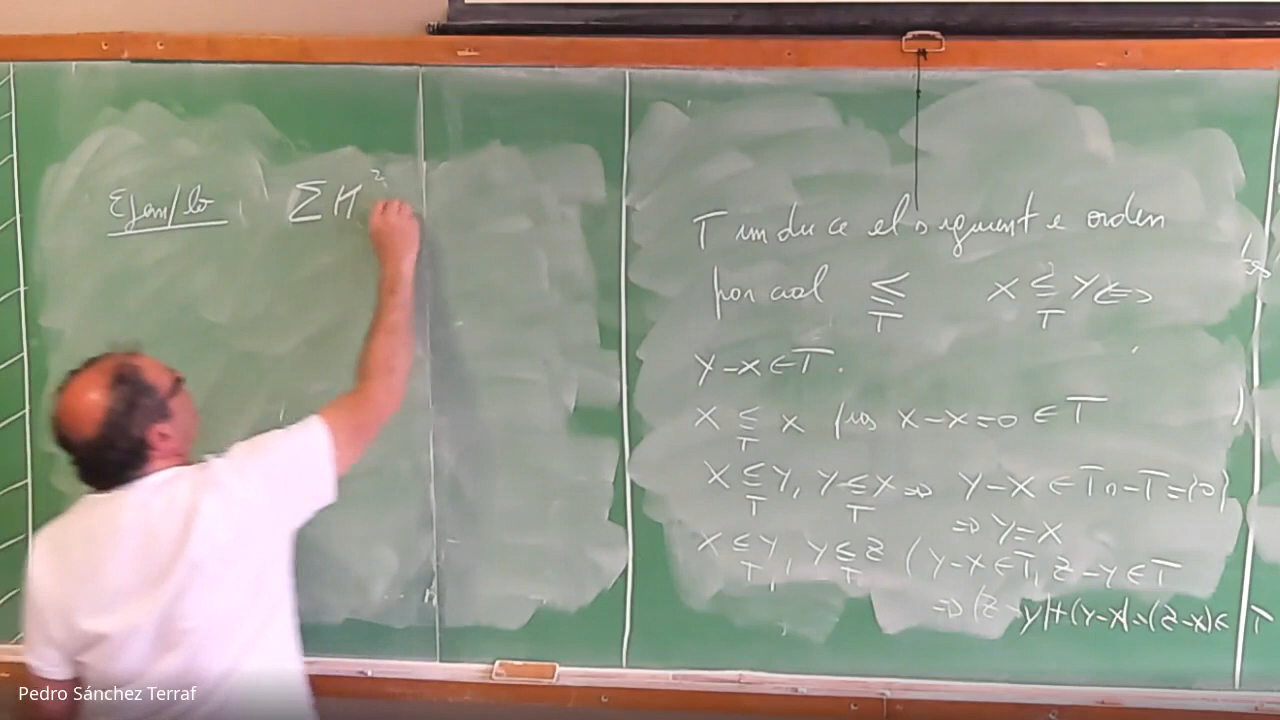 Ejemplo, ΣK²
T induce el siguiente orden
parcial ≤_T x ≤_T y ⟺
y-x ∈ T.
x ≤_T x pues x-x=0 ∈ T
x ≤_T y, y ≤_T x ⟹ y-x ∈ T∩-T={0}
⟹ y=x
x ≤_T y, y ≤_T z (y-x ∈ T, z-y ∈ T
⟹ (z-y)+(y-x)=(z-x) ∈ T
Pedro Sánchez Terraf